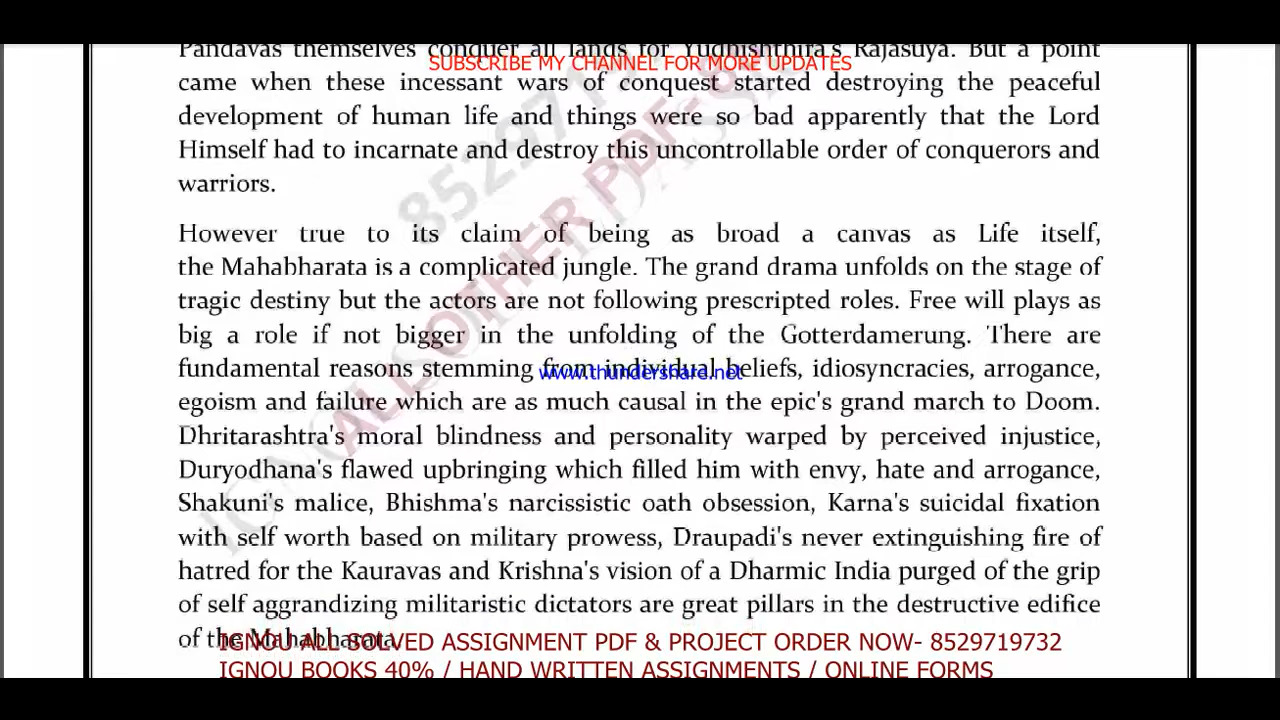 Pandavas themselves conquer all lands for Yudhishthira's Rajasuya. But a point
SUBSCRIBE MY CHANNEL FOR MORE UPDATES
came when these incessant wars of conquest started destroying the peaceful
development of human life and things were so bad apparently that the Lord
Himself had to incarnate and destroy this uncontrollable order of conquerors and
warriors.
However true to its claim of being as broad a canvas as Life itself,
the Mahabharata is a complicated jungle. The grand drama unfolds on the stage of
tragic destiny but the actors are not following prescripted roles. Free will plays as
big a role if not bigger in the unfolding of the Gotterdamerung. There are
fundamental reasons stemming from individual beliefs, idiosyncracies, arrogance,
www.thundershare.net
egoism and failure which are as much causal in the epic's grand march to Doom.
Dhritarashtra's moral blindness and personality warped by perceived injustice,
Duryodhana's flawed upbringing which filled him with envy, hate and arrogance,
Shakuni's malice, Bhishma's narcissistic oath obsession, Karna's suicidal fixation
with self worth based on military prowess, Draupadi's never extinguishing fire of
hatred for the Kauravas and Krishna's vision of a Dharmic India purged of the grip
of self aggrandizing militaristic dictators are great pillars in the destructive edifice
of the Mahabharata
IGNOU ALL SOLVED ASSIGNMENT PDF & PROJECT ORDER NOW- 8529719732
IGNOU BOOKS 40% / HAND WRITTEN ASSIGNMENTS / ONLINE FORMS
ALL OTHER PDF-